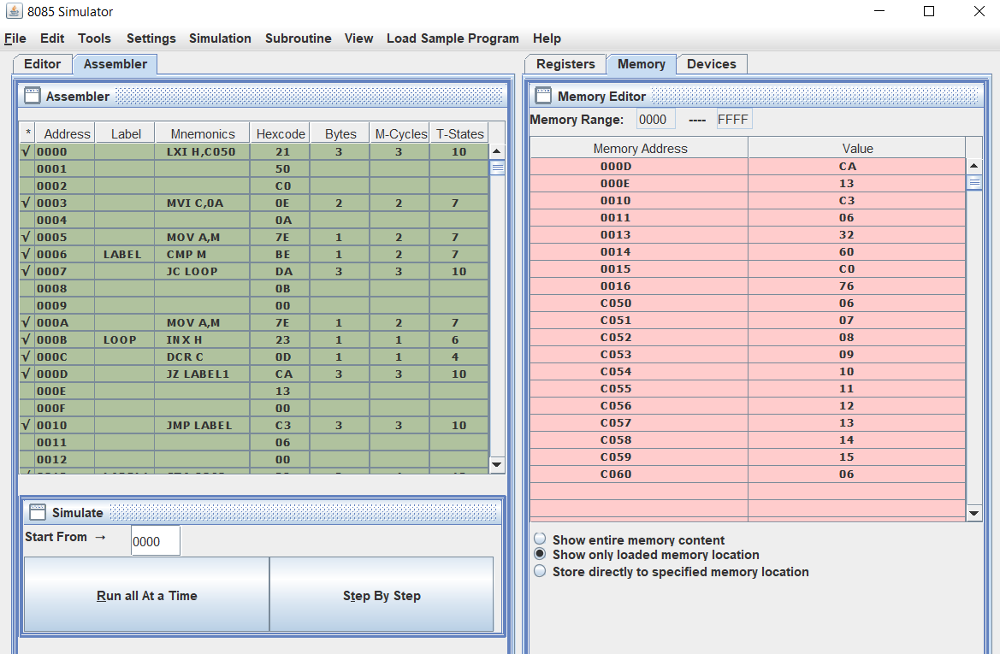 8085 Simulator
File Edit Tools Settings Simulation Subroutine View Load Sample Program Help
Editor Assembler
Assembler
* Address Label Mnemonics Hexcode Bytes M-Cycles T-States
√ 0000 LXI H,C050 21 3 3 10
0001 50
0002 C0
√ 0003 MVI C,0A 0E 2 2 7
0004 0A
√ 0005 MOV A,M 7E 1 2 7
√ 0006 LABEL CMP M BE 1 2 7
√ 0007 JC LOOP DA 3 3 10
0008 0B
0009 00
√ 000A MOV A,M 7E 1 2 7
√ 000B LOOP INX H 23 1 1 6
√ 000C DCR C 0D 1 1 4
√ 000D JZ LABEL1 CA 3 3 10
000E 13
000F 00
√ 0010 JMP LABEL C3 3 3 10
0011 06
0012 00
Simulate
Start From → 0000
Run all At a Time Step By Step
Registers Memory Devices
Memory Editor
Memory Range: 0000 ---- FFFF
Memory Address Value
000D CA
000E 13
0010 C3
0011 06
0013 32
0014 60
0015 C0
0016 76
C050 06
C051 07
C052 08
C053 09
C054 10
C055 11
C056 12
C057 13
C058 14
C059 15
C060 06
Show entire memory content
Show only loaded memory location
Store directly to specified memory location